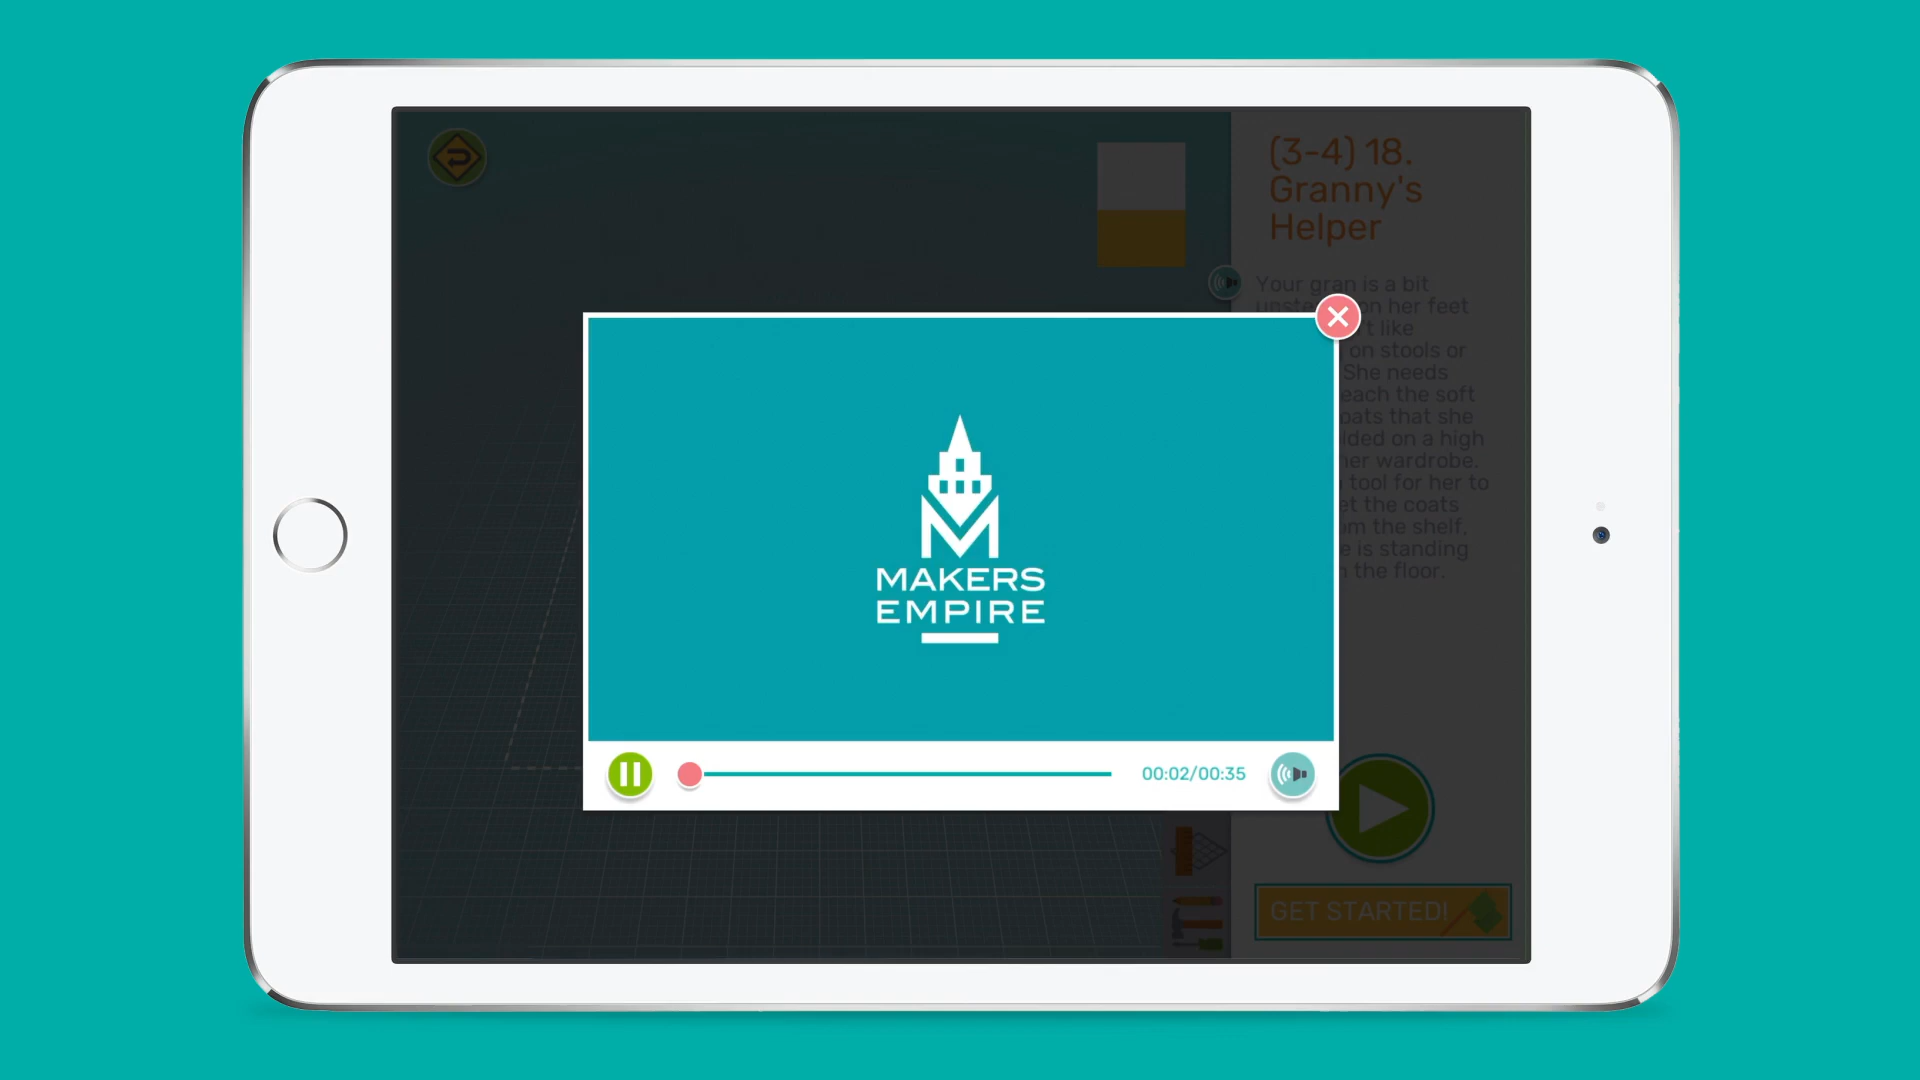 (3-4) 18.
Granny's
Helper
Your gran is a bit
on her feet
t like
on stools or
She needs
each the soft
oats that she
lded on a high
her wardrobe.
tool for her to
et the coats
om the shelf,
e is standing
the floor.
MAKERS
EMPIRE
00:02/00:35
GET STARTED!